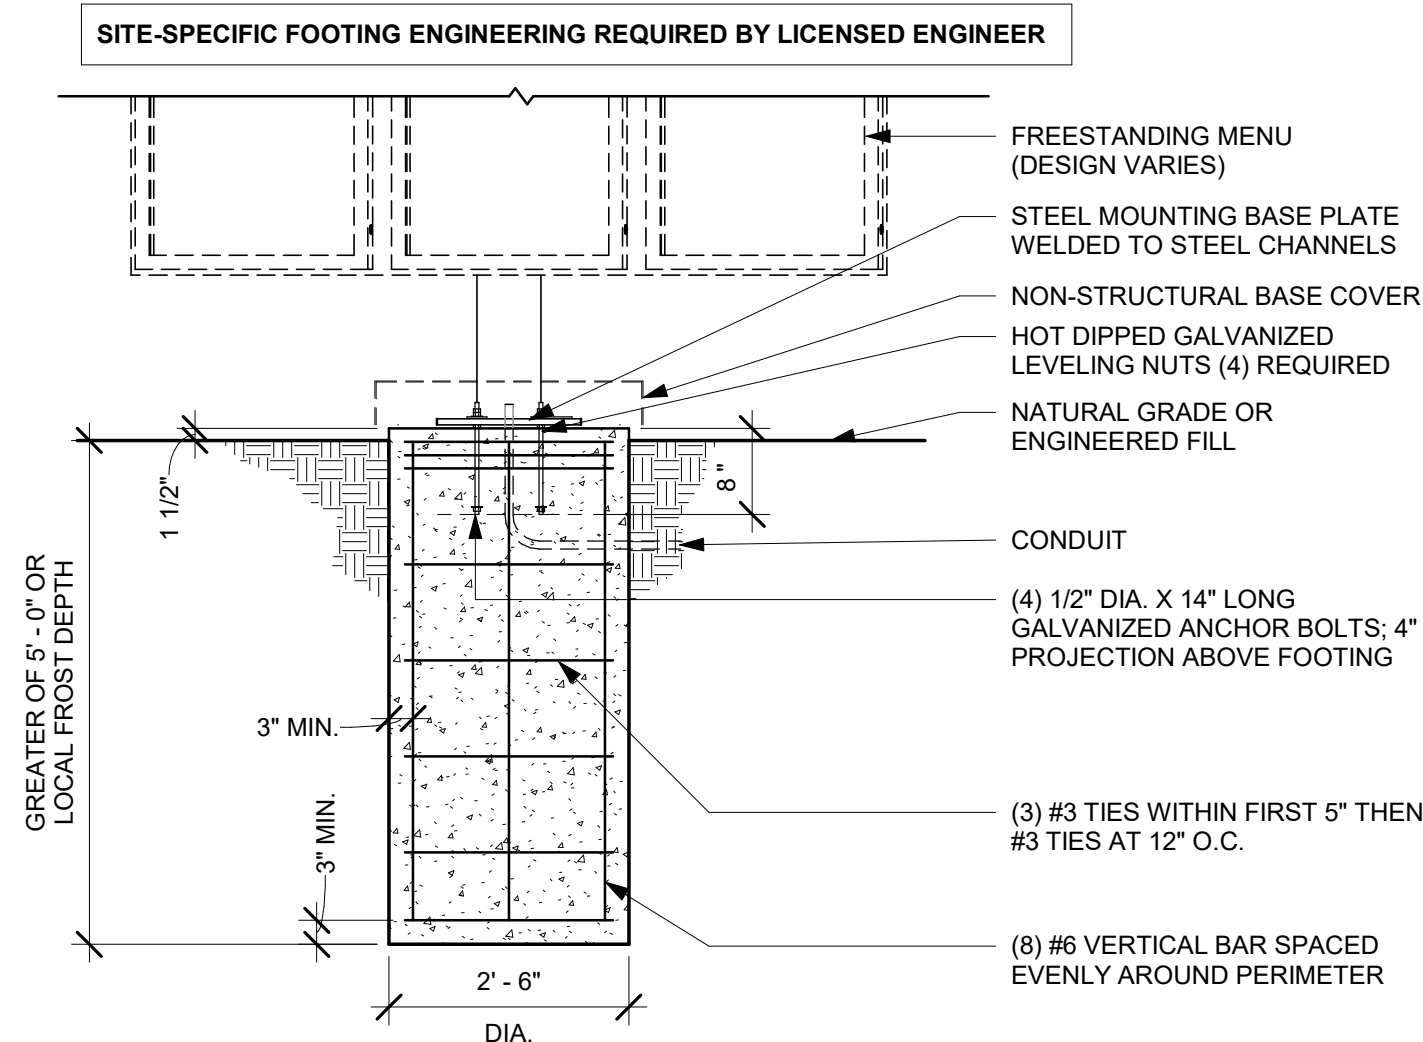 SITE-SPECIFIC FOOTING ENGINEERING REQUIRED BY LICENSED ENGINEER
FREESTANDING MENU
(DESIGN VARIES)
STEEL MOUNTING BASE PLATE
WELDED TO STEEL CHANNELS
NON-STRUCTURAL BASE COVER
HOT DIPPED GALVANIZED
LEVELING NUTS (4) REQUIRED
NATURAL GRADE OR
ENGINEERED FILL
1 1/2"
8"
CONDUIT
(4) 1/2" DIA. X 14" LONG
GALVANIZED ANCHOR BOLTS; 4"
PROJECTION ABOVE FOOTING
GREATER OF 5' - 0" OR
LOCAL FROST DEPTH
3" MIN.
3" MIN.
(3) #3 TIES WITHIN FIRST 5" THEN
#3 TIES AT 12" O.C.
(8) #6 VERTICAL BAR SPACED
EVENLY AROUND PERIMETER
2' - 6"
DIA.